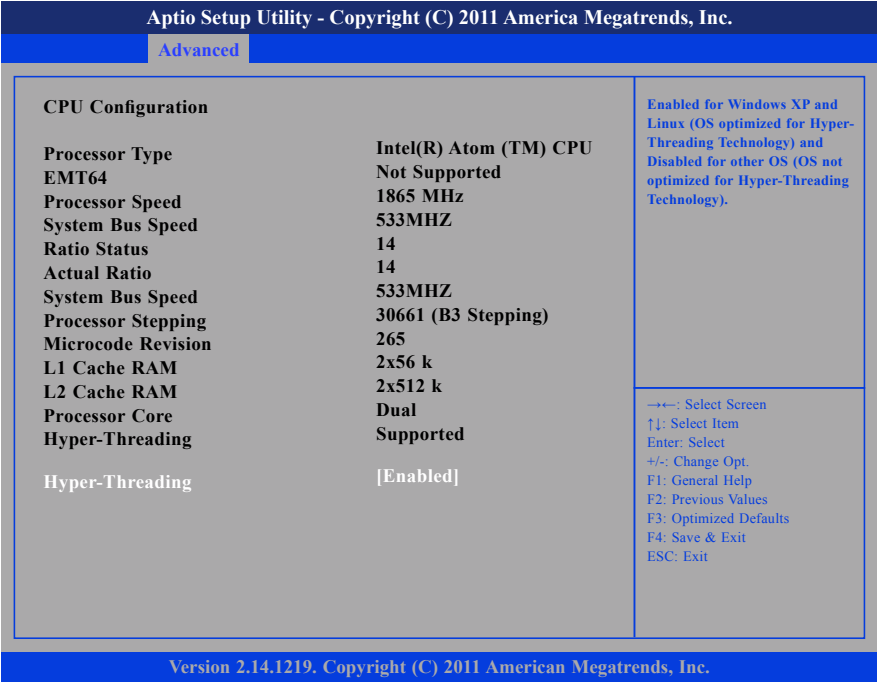 Aptio Setup Utility - Copyright (C) 2011 America Megatrends, Inc.
Advanced
CPU Configuration
Processor Type Intel(R) Atom (TM) CPU
EMT64 Not Supported
Processor Speed 1865 MHz
System Bus Speed 533MHZ
Ratio Status 14
Actual Ratio 14
System Bus Speed 533MHZ
Processor Stepping 30661 (B3 Stepping)
Microcode Revision 265
L1 Cache RAM 2x56 k
L2 Cache RAM 2x512 k
Processor Core Dual
Hyper-Threading Supported
Hyper-Threading [Enabled]
Enabled for Windows XP and
Linux (OS optimized for Hyper-
Threading Technology) and
Disabled for other OS (OS not
optimized for Hyper-Threading
Technology).
→←: Select Screen
↑↓: Select Item
Enter: Select
+/-: Change Opt.
F1: General Help
F2: Previous Values
F3: Optimized Defaults
F4: Save & Exit
ESC: Exit
Version 2.14.1219. Copyright (C) 2011 American Megatrends, Inc.